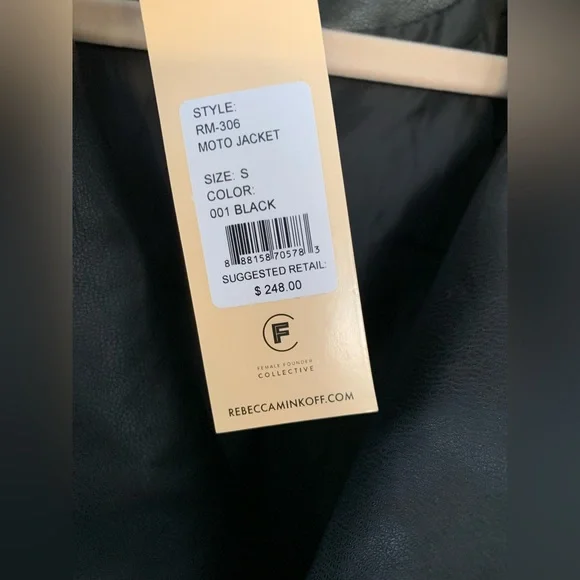 STYLE:
RM-306
MOTO JACKET
SIZE: S
COLOR:
001 BLACK
8 88158 70578 3
SUGGESTED RETAIL:
$ 248.00
F
FEMALE FOUNDER
COLLECTIVE
REBECCAMINKOFF.COM